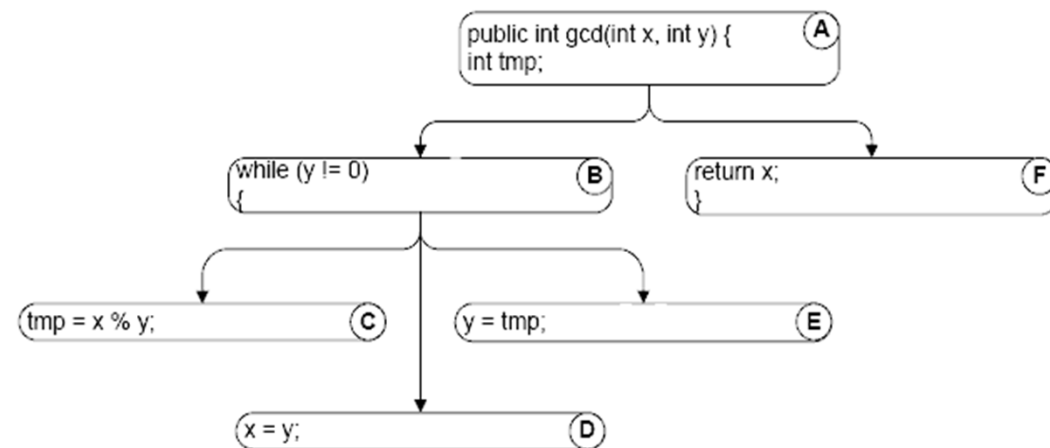 public int gcd(int x, int y) {
int tmp;
A
while (y != 0)
{
B
return x;
}
F
tmp = x % y;
C
y = tmp;
E
x = y;
D